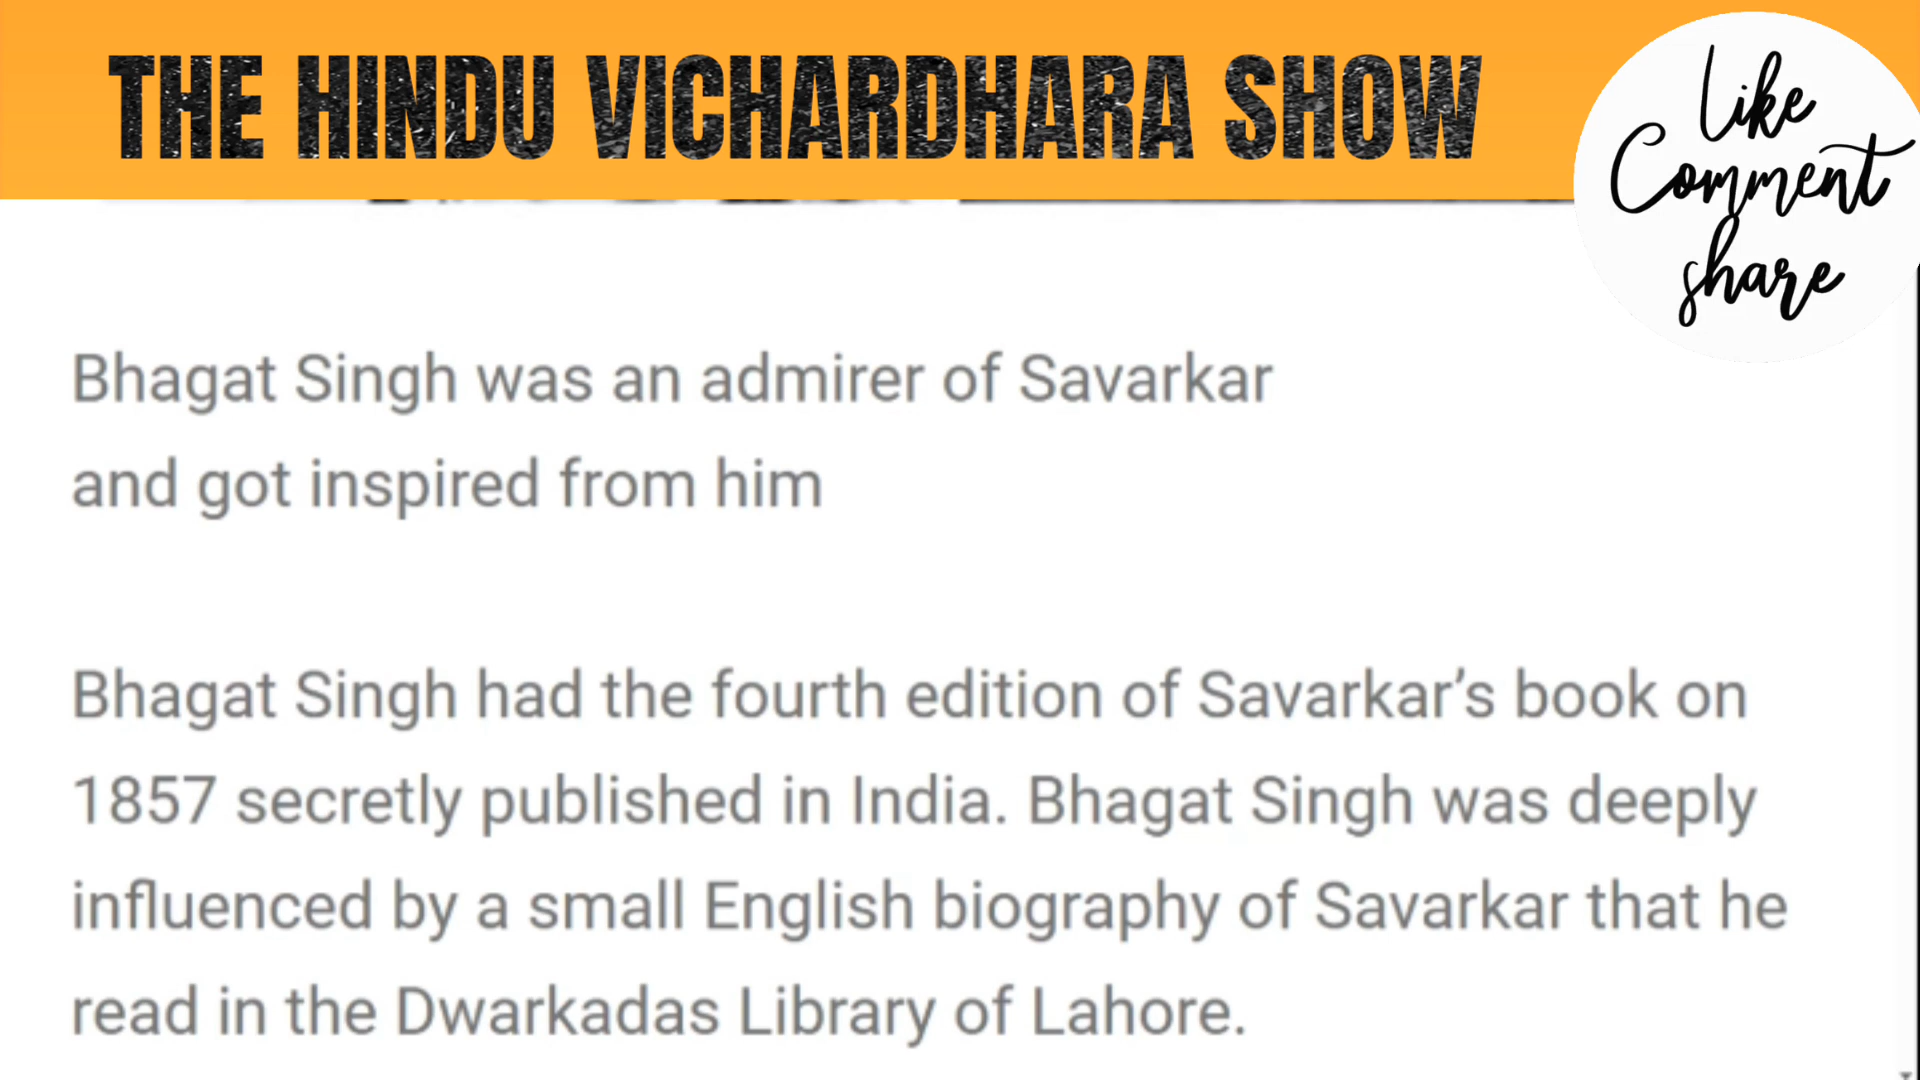 THE HINDU VICHARDHARA SHOW
like
Comment
share
Bhagat Singh was an admirer of Savarkar
and got inspired from him
Bhagat Singh had the fourth edition of Savarkar’s book on
1857 secretly published in India. Bhagat Singh was deeply
influenced by a small English biography of Savarkar that he
read in the Dwarkadas Library of Lahore.